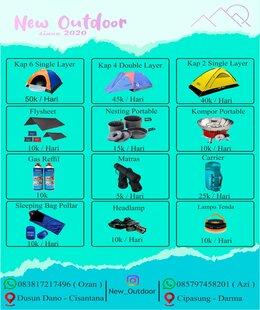 New Outdoor
since 2020
Kap 6 Single Layer
50k / Hari
Kap 4 Double Layer
45k / Hari
Kap 2 Single Layer
40k / Hari
Flysheet
10k / Hari
Nesting Portable
10k / Hari
Kompor Portable
10k / Hari
Gas Reffil
10k / Hari
Matras
5k / Hari
Carrier
25k / Hari
Sleeping Bag Pollar
10k / Hari
Headlamp
10k / Hari
Lampu Tenda
10k / Hari
083817217496 ( Ozan )
Dusun Dano - Cisantana
New_Outdoor
085797458201 ( Azi )
Cipasung - Darma